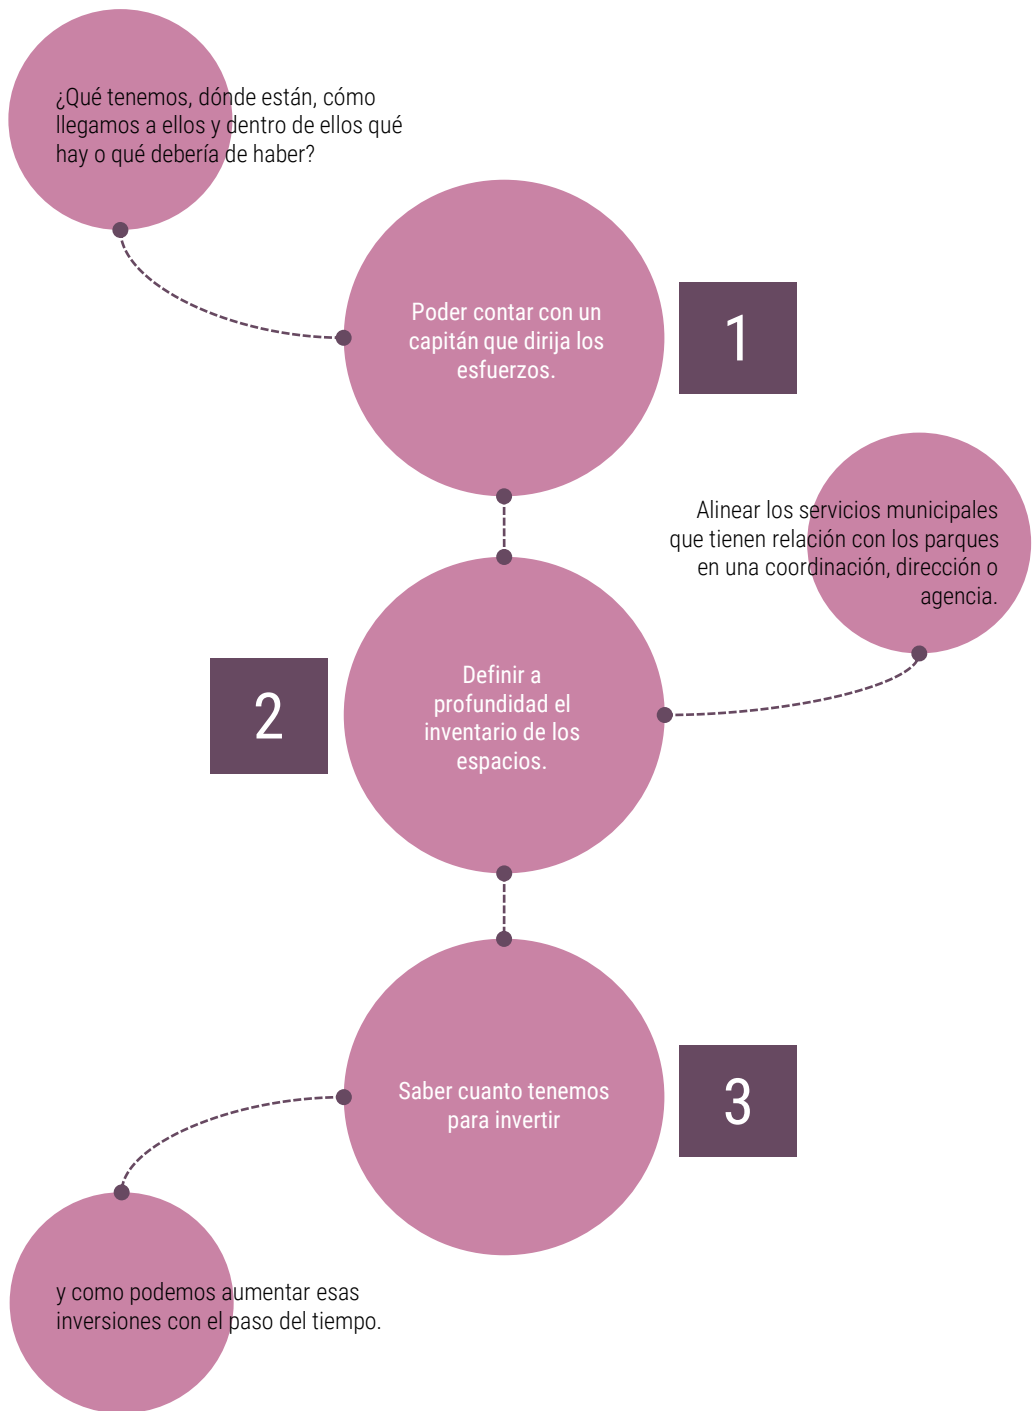 ¿Qué tenemos, dónde están, cómo
llegamos a ellos y dentro de ellos qué
hay o qué debería de haber?
Poder contar con un
capitán que dirija los
esfuerzos.
1
Alinear los servicios municipales
que tienen relación con los parques
en una coordinación, dirección o
agencia.
2
Definir a
profundidad el
inventario de los
espacios.
Saber cuanto tenemos
para invertir
3
y como podemos aumentar esas
inversiones con el paso del tiempo.